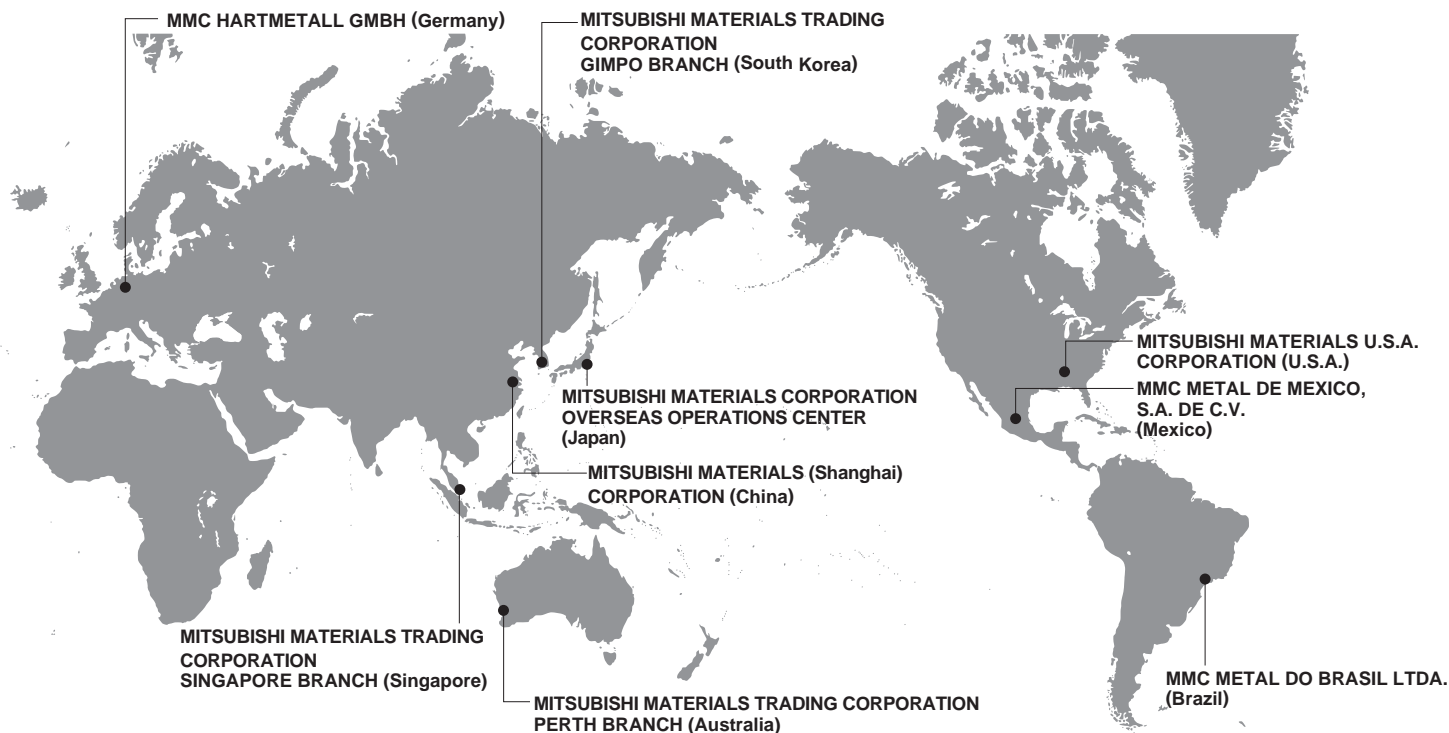 MMC HARTMETALL GMBH (Germany)
MITSUBISHI MATERIALS TRADING
CORPORATION
GIMPO BRANCH (South Korea)
MITSUBISHI MATERIALS U.S.A.
CORPORATION (U.S.A.)
MMC METAL DE MEXICO,
S.A. DE C.V.
(Mexico)
MITSUBISHI MATERIALS CORPORATION
OVERSEAS OPERATIONS CENTER
(Japan)
MITSUBISHI MATERIALS (Shanghai)
CORPORATION (China)
MITSUBISHI MATERIALS TRADING
CORPORATION
SINGAPORE BRANCH (Singapore)
MITSUBISHI MATERIALS TRADING CORPORATION
PERTH BRANCH (Australia)
MMC METAL DO BRASIL LTDA.
(Brazil)